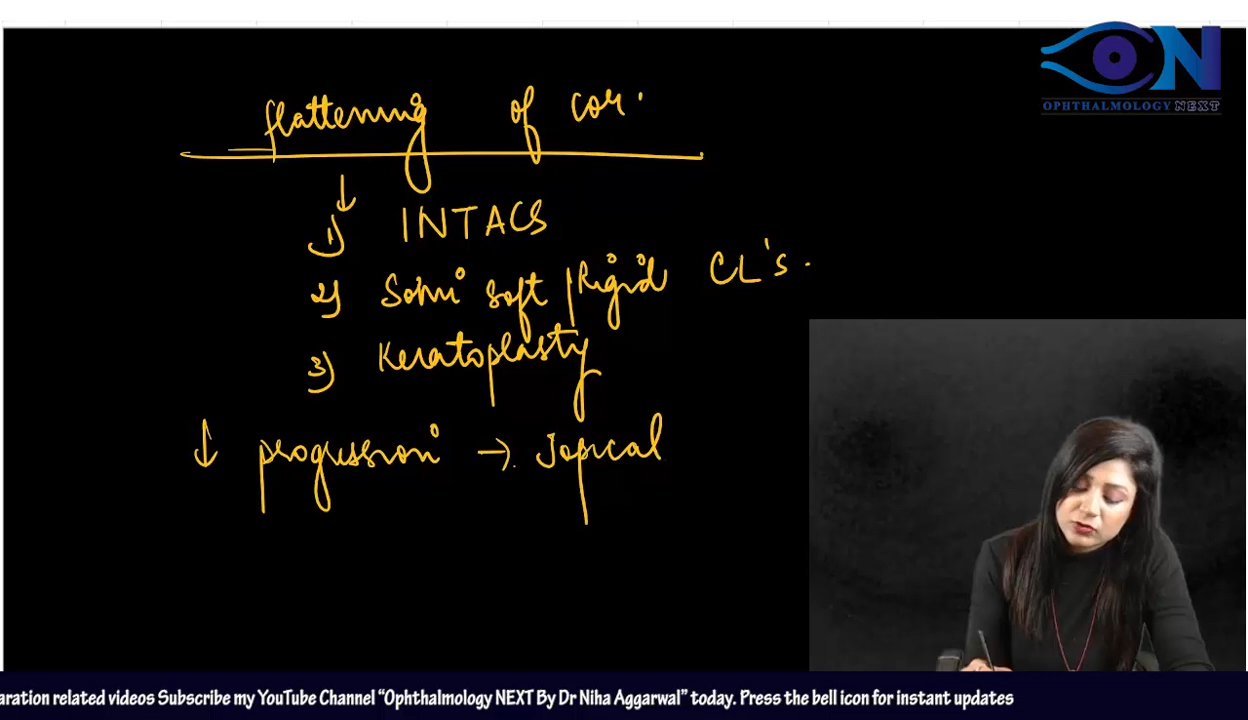 flattening of cor.
↓
1) INTACS
2) Semi soft / Rigid CL's.
3) Keratoplasty
↓ progression → Topical
ON
OPHTHALMOLOGY NEXT
aration related videos Subscribe my YouTube Channel “Ophthalmology NEXT By Dr Niha Aggarwal” today. Press the bell icon for instant updates